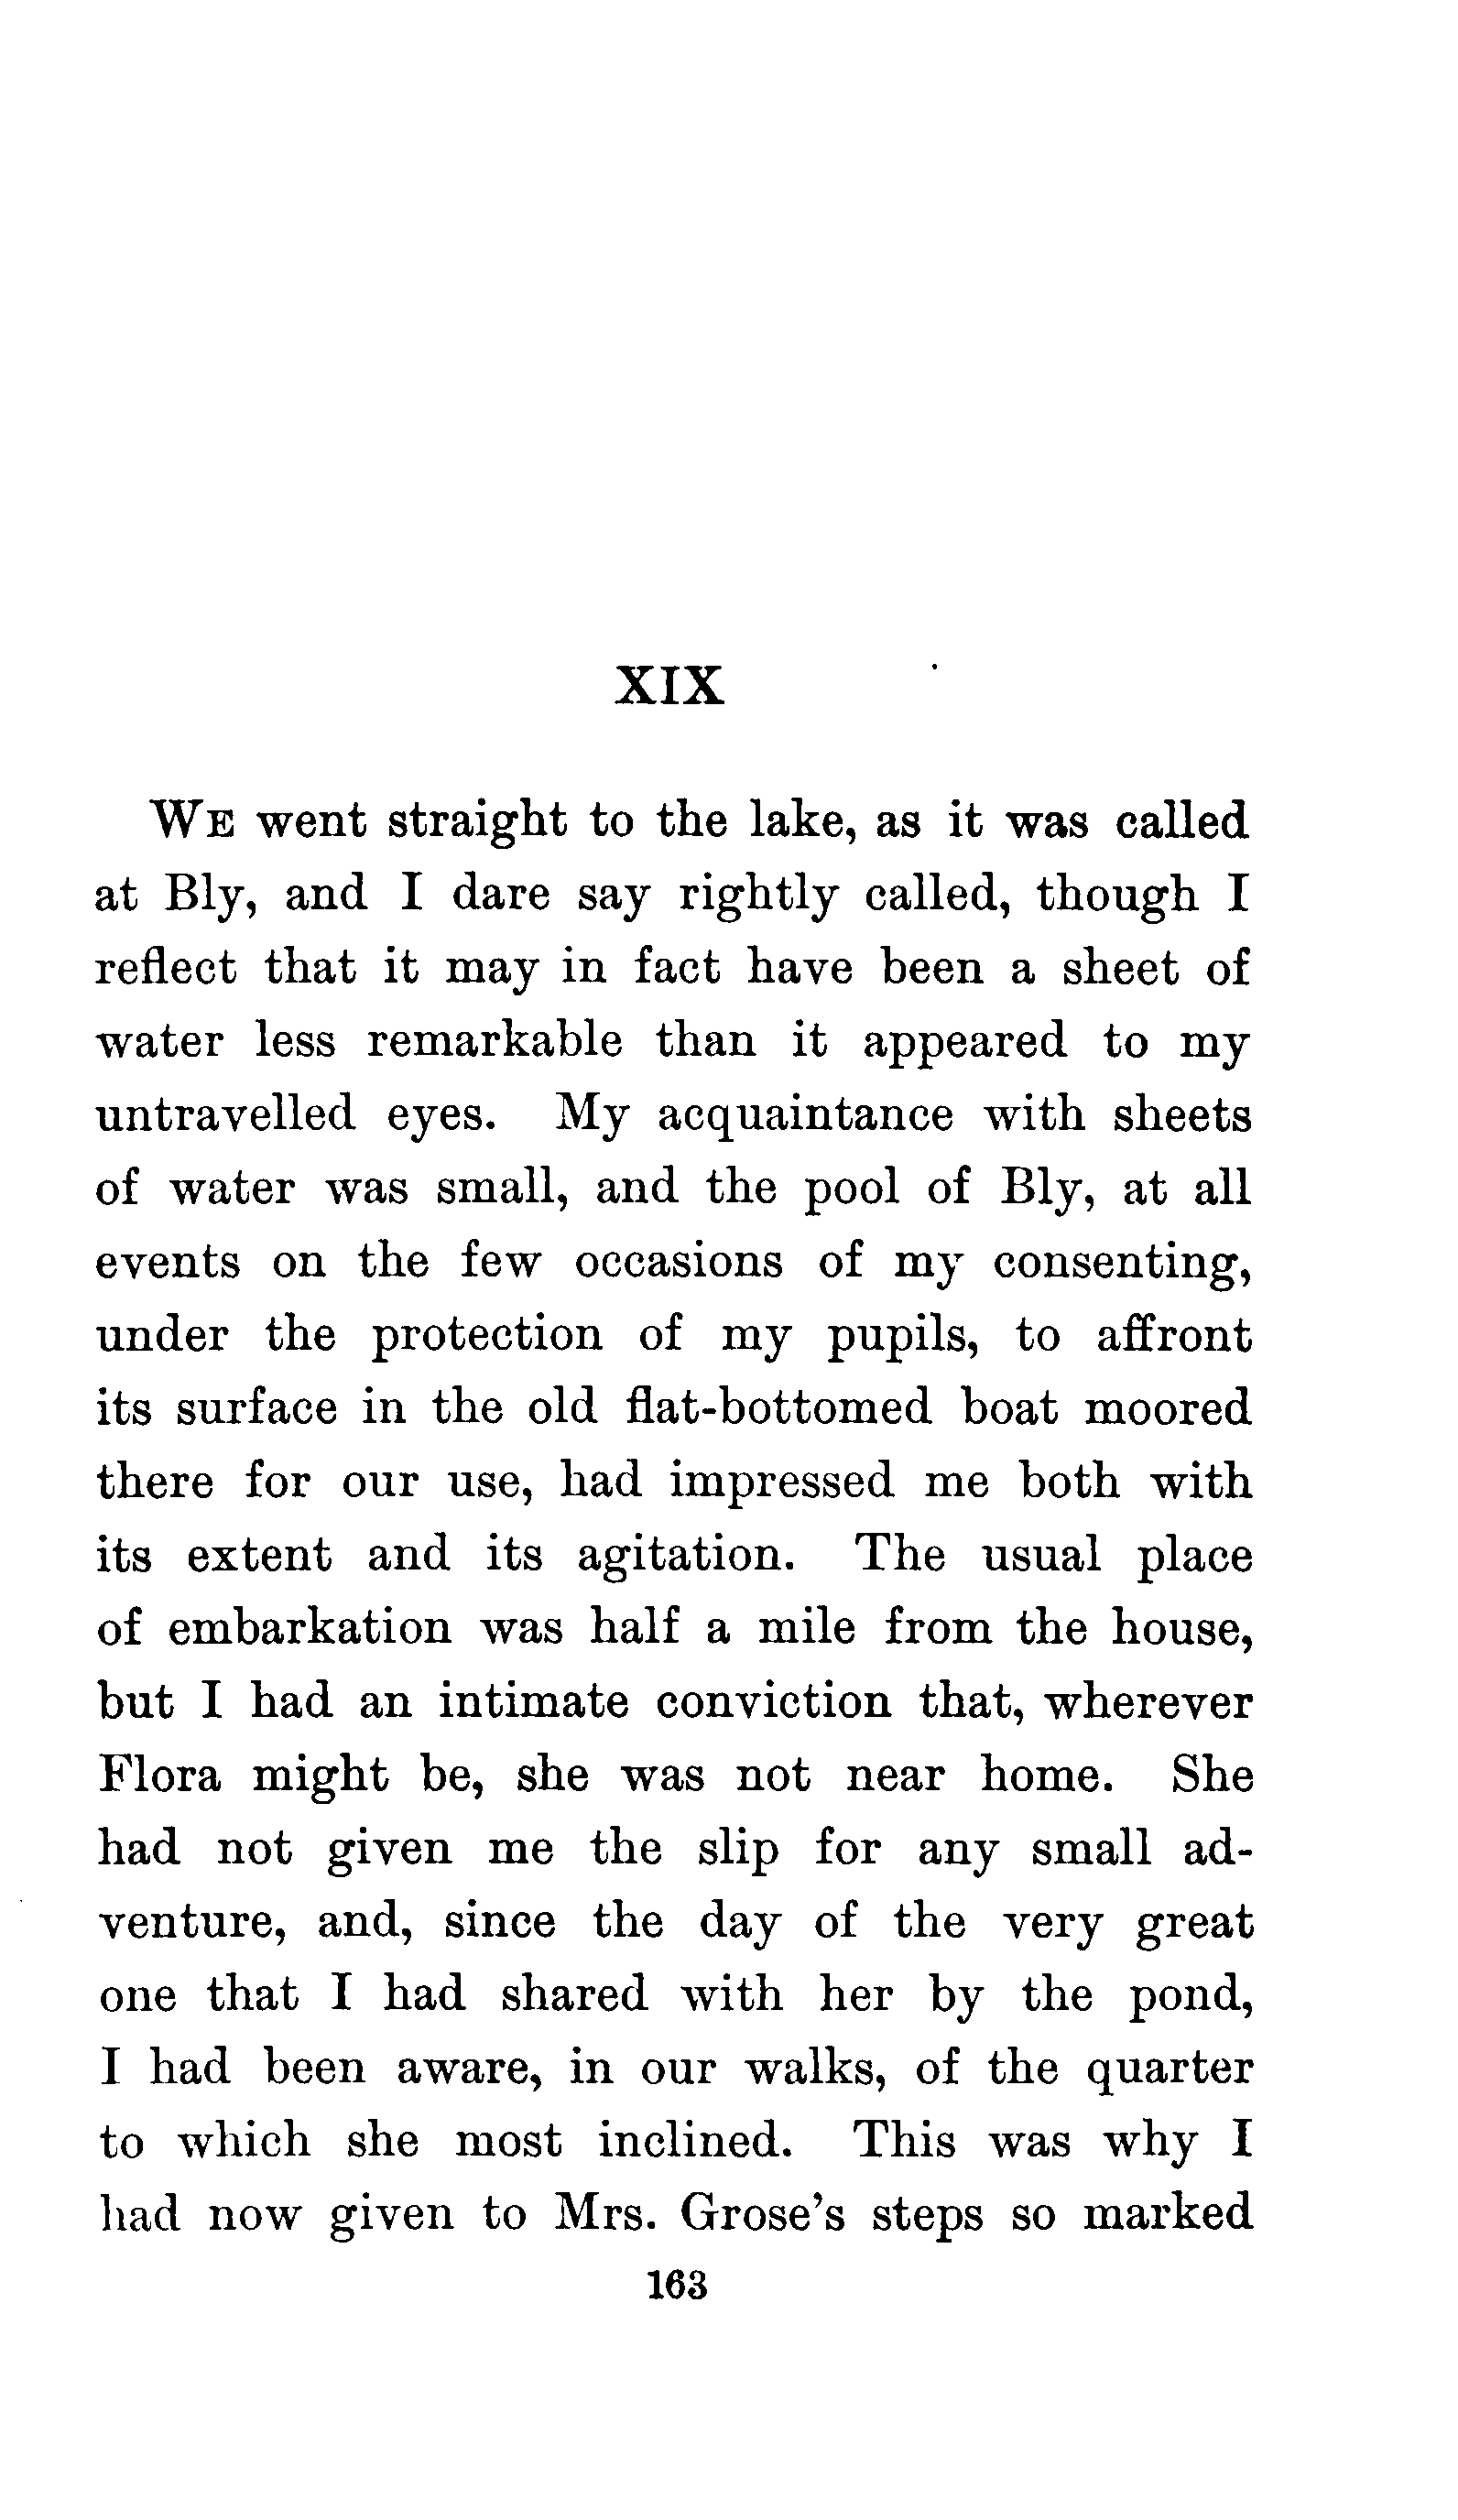 XIX
WE went straight to the lake, as it was called
at Bly, and I dare say rightly called, though I
reflect that it may in fact have been a sheet of
water less remarkable than it appeared to my
untravelled eyes. My acquaintance with sheets
of water was small, and the pool of Bly, at all
events on the few occasions of my consenting,
under the protection of my pupils, to affront
its surface in the old flat-bottomed boat moored
there for our use, had impressed me both with
its extent and its agitation. The usual place
of embarkation was half a mile from the house,
but I had an intimate conviction that, wherever
Flora might be, she was not near home. She
had not given me the slip for any small ad-
venture, and, since the day of the very great
one that I had shared with her by the pond,
I had been aware, in our walks, of the quarter
to which she most inclined. This was why I
had now given to Mrs. Grose's steps so marked
163